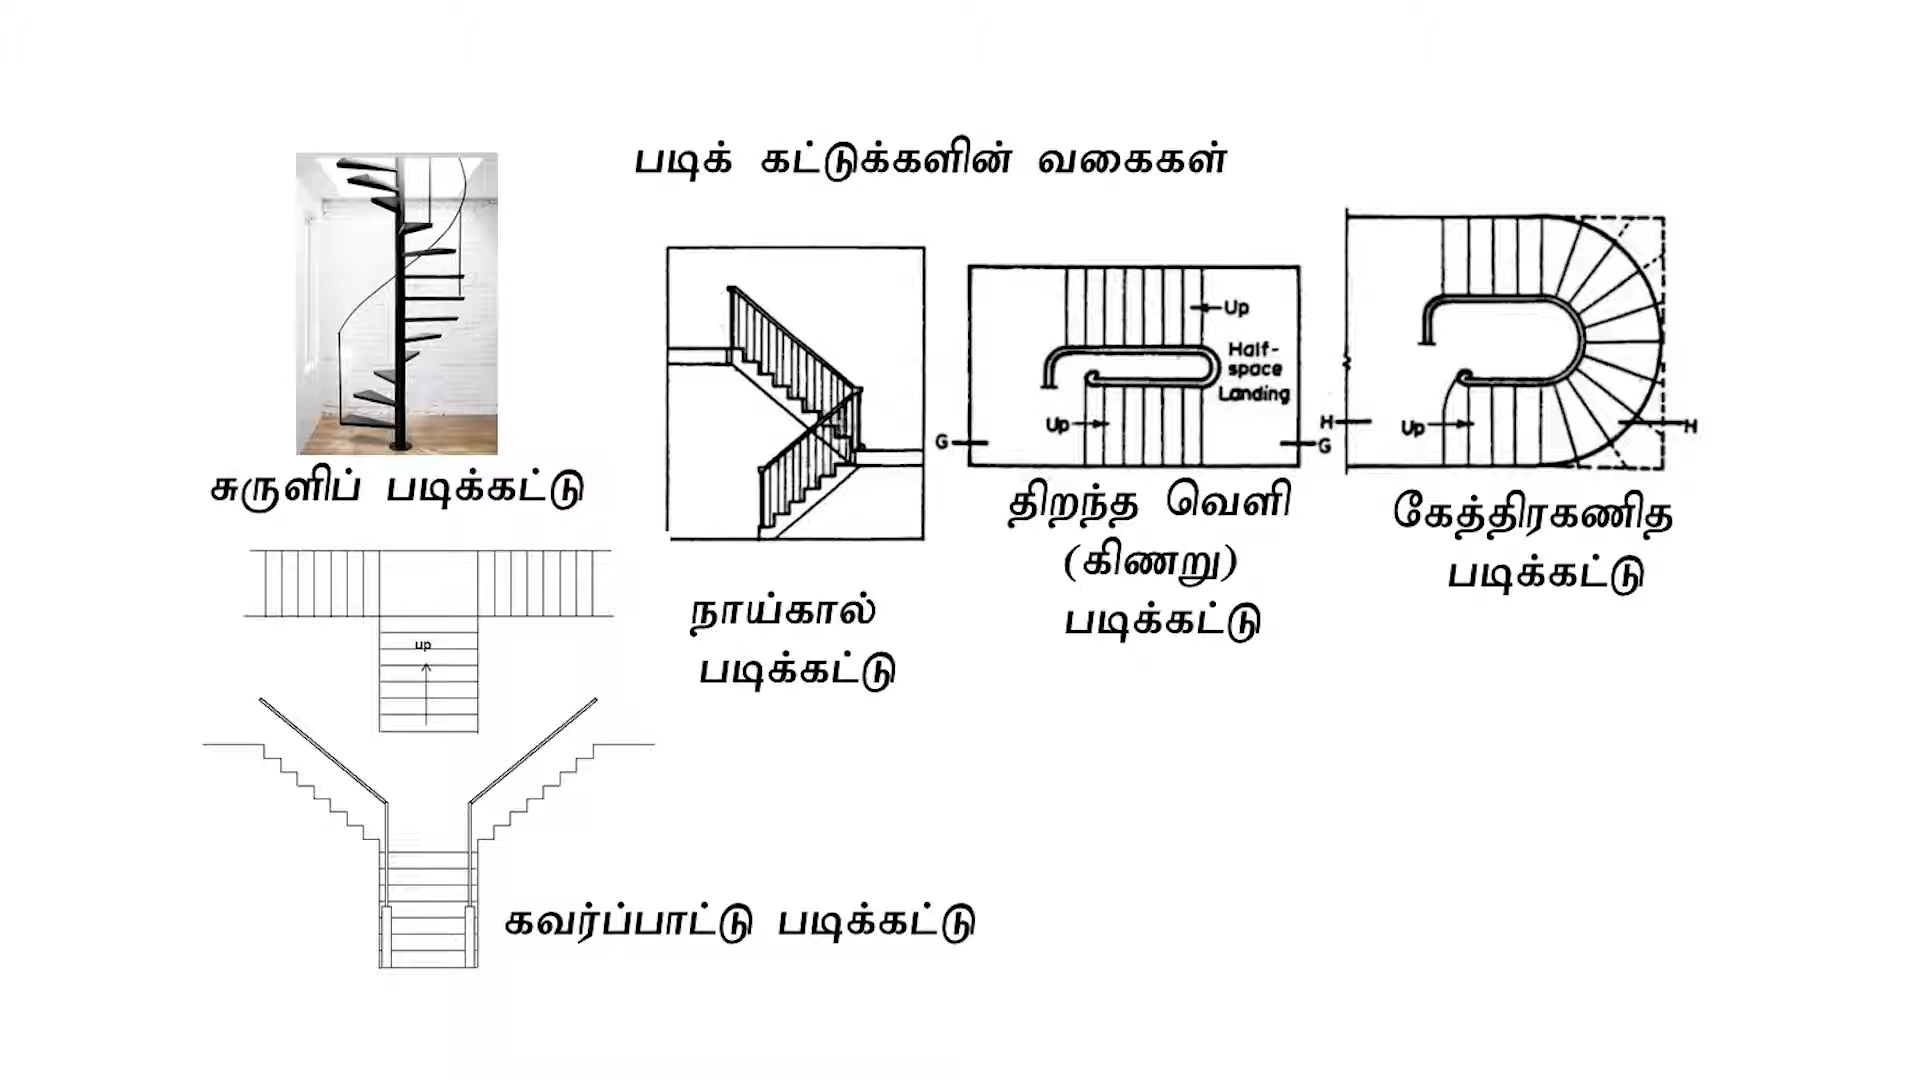 படிக் கட்டுக்களின் வகைகள்
சுருளிப் படிக்கட்டு
நாய்கால்
படிக்கட்டு
Up
Half-
space
Landing
Up
G
G
திறந்த வெளி
(கிணறு)
படிக்கட்டு
H
Up
H
கேத்திரகணித
படிக்கட்டு
up
கவர்ப்பாட்டு படிக்கட்டு